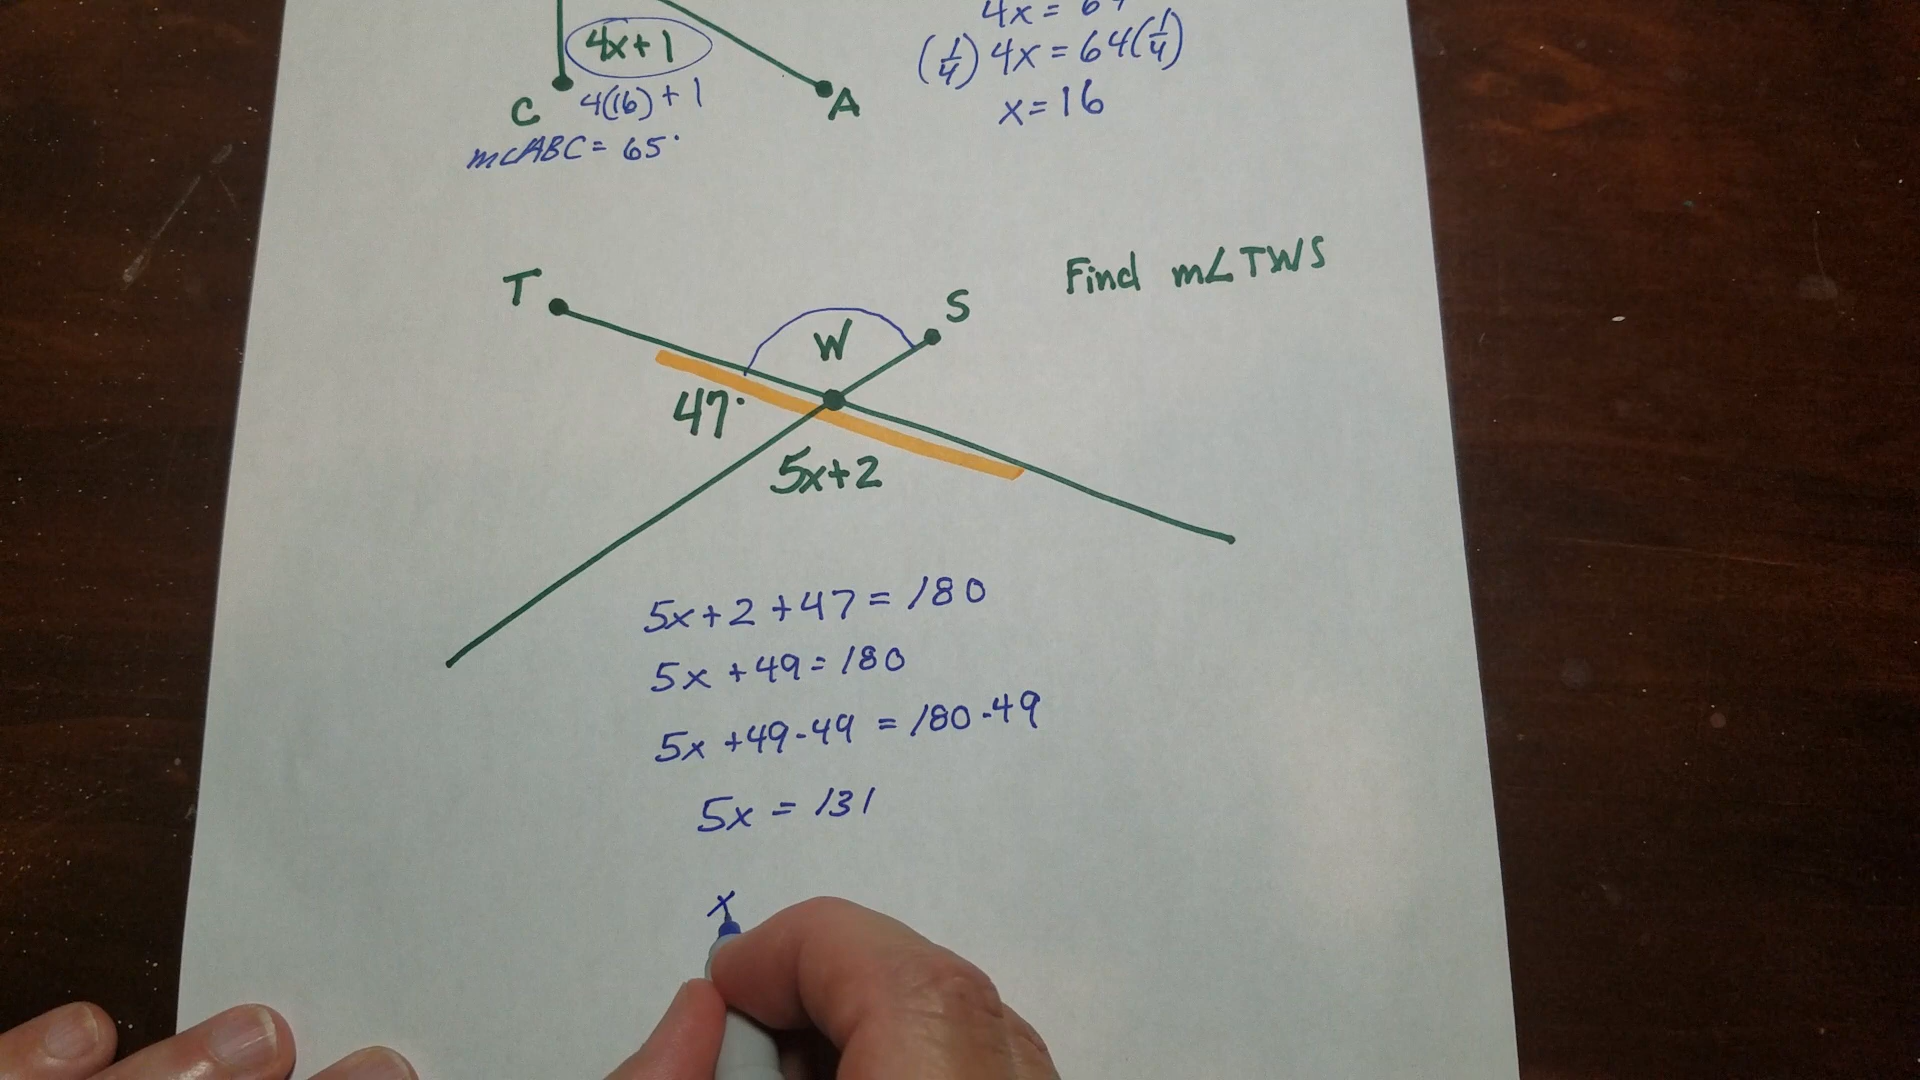 4x+1
C
4(16)+1
A
m∠ABC = 65°
4x = 64
(1/4) 4x = 64(1/4)
x = 16
Find m∠TWS
T
S
W
47°
5x+2
5x+2+47 = 180
5x+49 = 180
5x+49-49 = 180-49
5x = 131
x